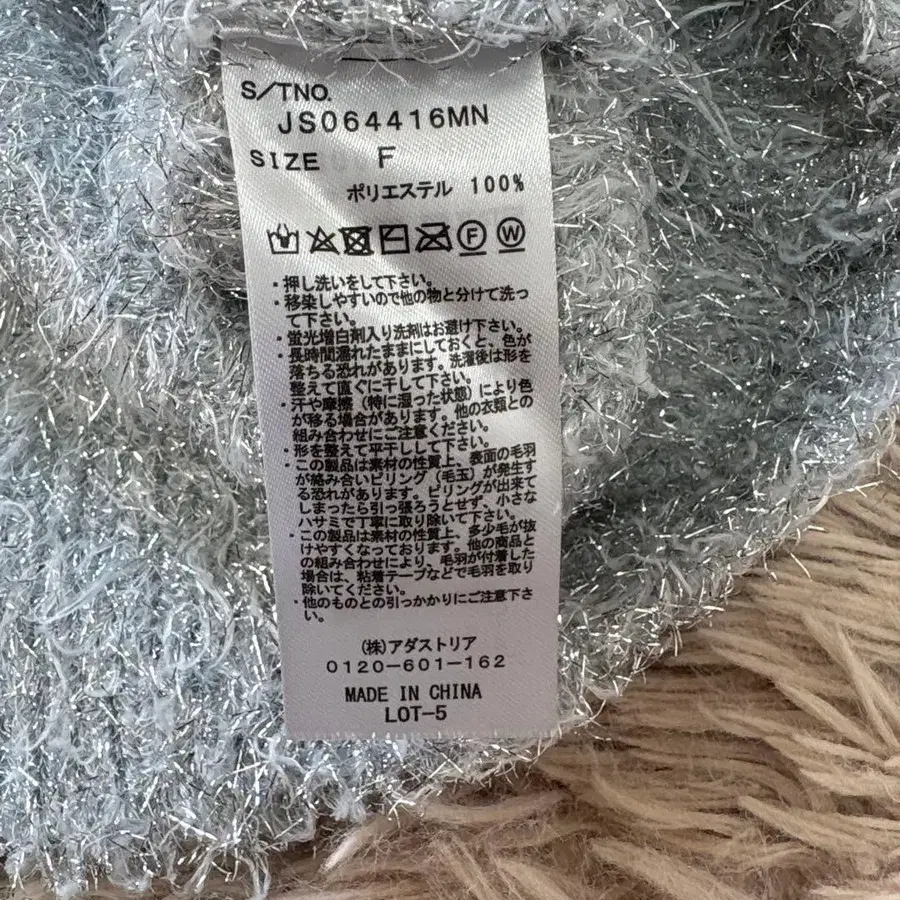 S/TNO.
JS064416MN
SIZE F
ポリエステル 100%
F W
・押し洗いをして下さい。
・移染しやすいので他の物と分けて洗っ
て下さい。
・蛍光増白剤入り洗剤はお避け下さい。
・長時間濡れたままにしておくと、色が
落ちる恐れがあります。洗濯後は形を
整えて直ぐに干して下さい。
・汗や摩擦（特に湿った状態）により色
が移る場合があります。他の衣類との
組み合わせにご注意ください。
・形を整えて平干しして下さい。
・この製品は素材の性質上、表面の毛羽
が絡み合いピリング（毛玉）が発生す
る恐れがあります。ピリングが出来て
しまったら引っ張ろうとせず、小さな
ハサミで丁寧に取り除いて下さい。
・この製品は素材の性質上、多少毛が抜
けやすくなっております。他の商品と
の組み合わせにより、毛羽が付着した
場合は、粘着テープなどで毛羽を取り
除いてください。
・他のものとの引っかかりにご注意下さ
い。
（株）アダストリア
0120-601-162
MADE IN CHINA
LOT-5